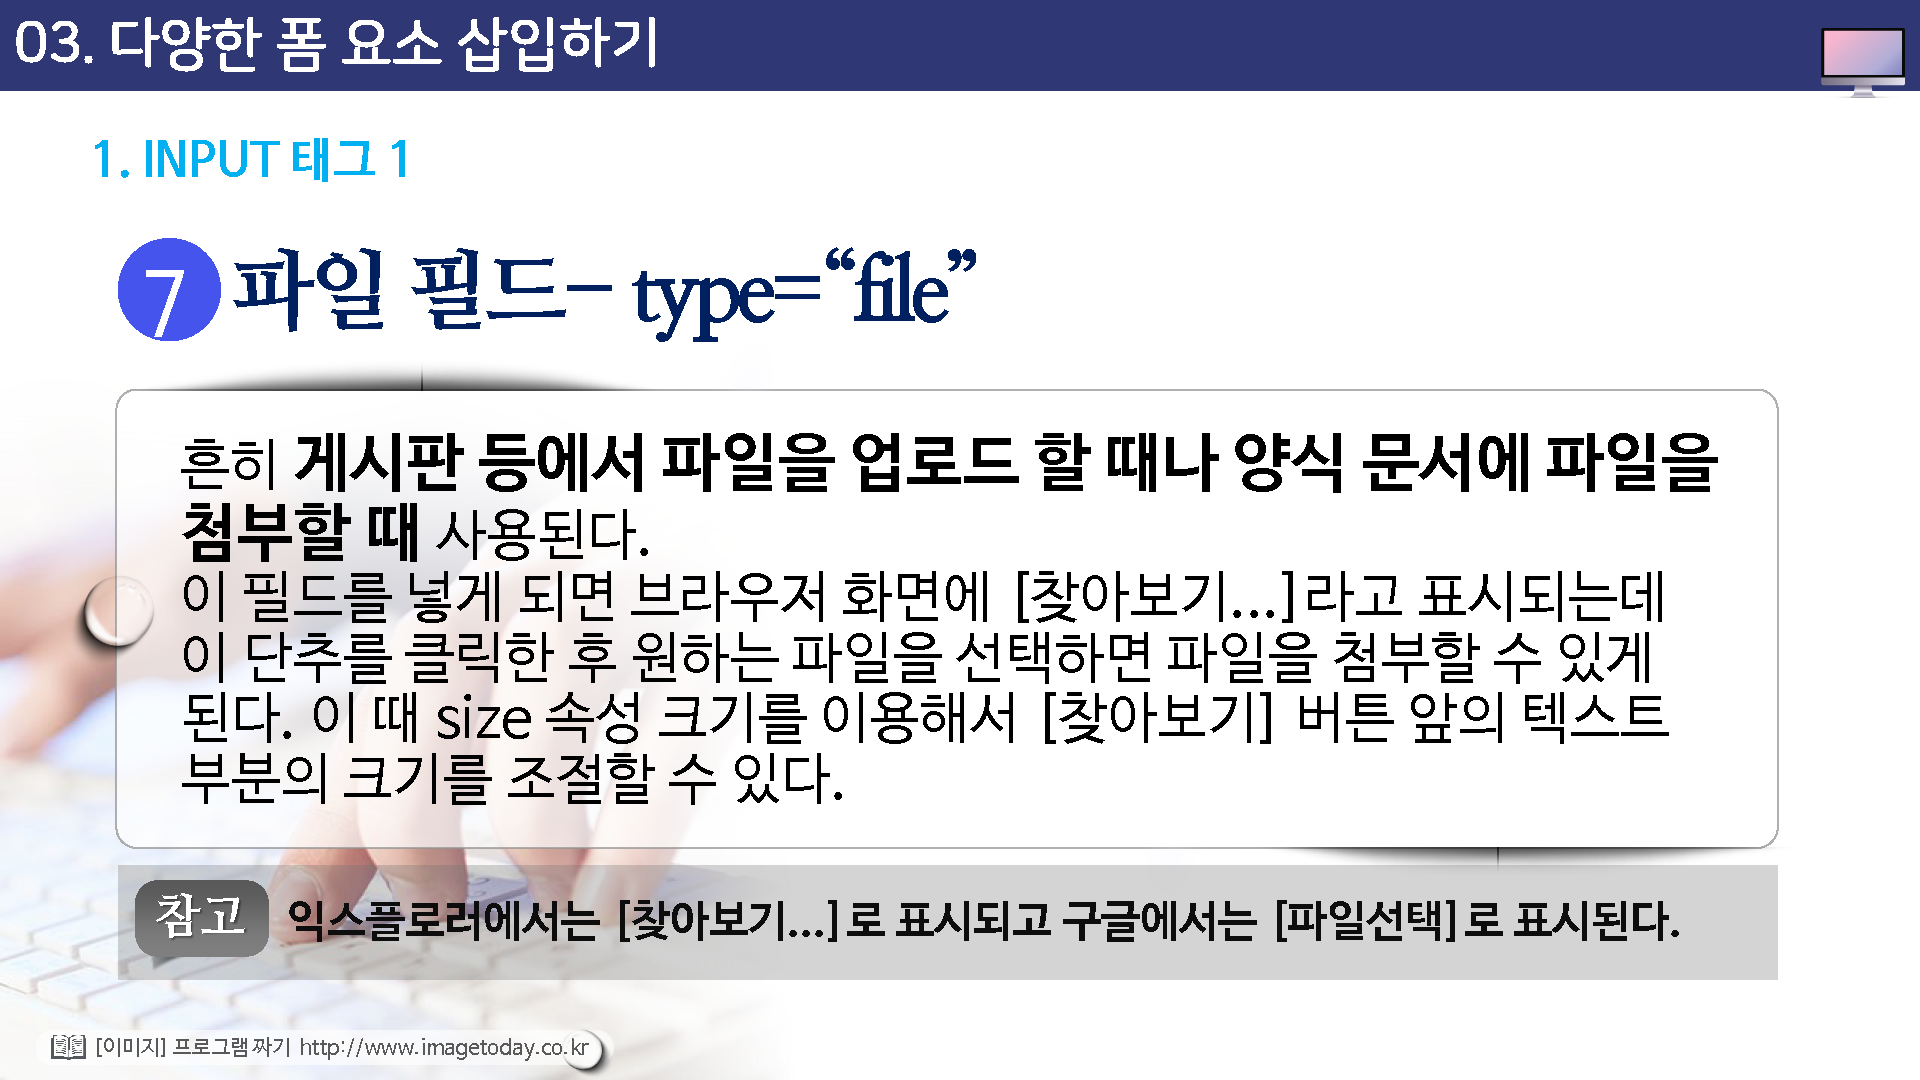 03. 다양한 폼 요소 삽입하기
1. INPUT 태그 1
7 파일 필드- type=“file”
흔히 게시판 등에서 파일을 업로드 할 때나 양식 문서에 파일을
첨부할 때 사용된다.
이 필드를 넣게 되면 브라우저 화면에 [찾아보기...]라고 표시되는데
이 단추를 클릭한 후 원하는 파일을 선택하면 파일을 첨부할 수 있게
된다. 이 때 size 속성 크기를 이용해서 [찾아보기] 버튼 앞의 텍스트
부분의 크기를 조절할 수 있다.
참고 익스플로러에서는 [찾아보기...]로 표시되고 구글에서는 [파일선택]로 표시된다.
[이미지] 프로그램 짜기 http://www.imagetoday.co.kr